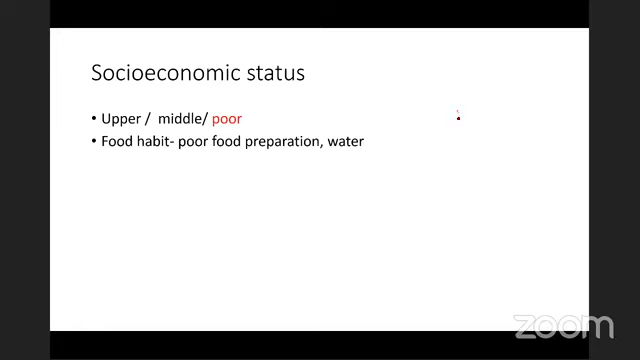 Socioeconomic status
• Upper / middle/ poor
• Food habit- poor food preparation, water
zoom